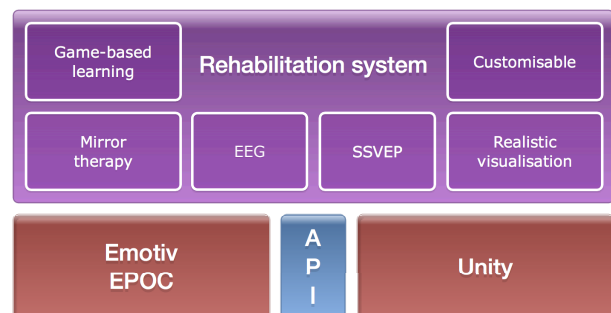 Game-based
learning
Rehabilitation system
Customisable
Mirror
therapy
EEG
SSVEP
Realistic
visualisation
Emotiv
EPOC
A
P
I
Unity